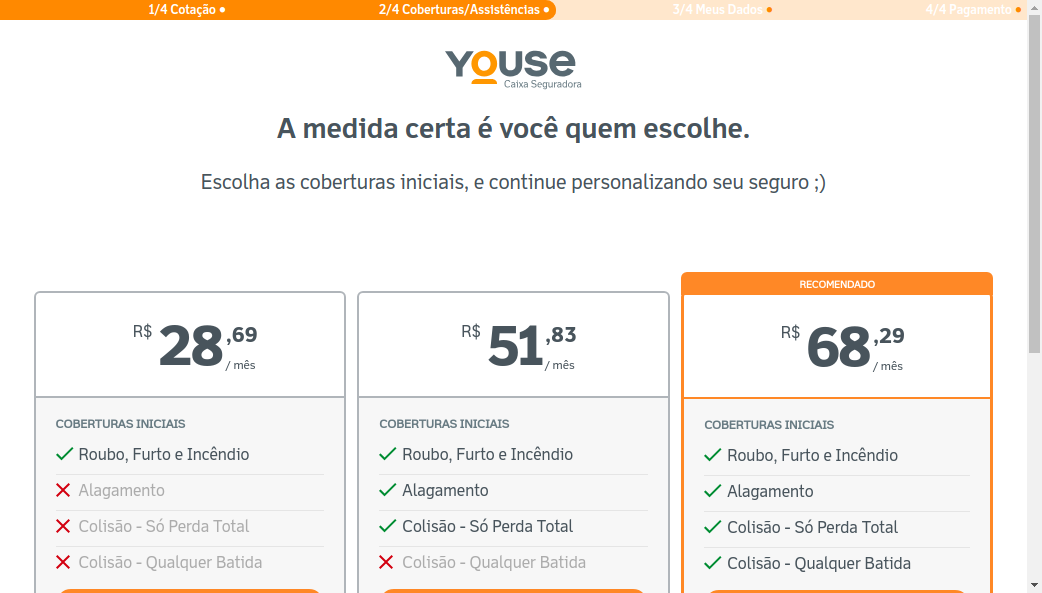 1/4 Cotação
2/4 Coberturas/Assistências
3/4 Meus Dados
4/4 Pagamento
Youse
Caixa Seguradora
A medida certa é você quem escolhe.
Escolha as coberturas iniciais, e continue personalizando seu seguro ;)
R$ 28,69
/ mês
COBERTURAS INICIAIS
Roubo, Furto e Incêndio
Alagamento
Colisão - Só Perda Total
Colisão - Qualquer Batida
R$ 51,83
/ mês
COBERTURAS INICIAIS
Roubo, Furto e Incêndio
Alagamento
Colisão - Só Perda Total
Colisão - Qualquer Batida
RECOMENDADO
R$ 68,29
/ mês
COBERTURAS INICIAIS
Roubo, Furto e Incêndio
Alagamento
Colisão - Só Perda Total
Colisão - Qualquer Batida